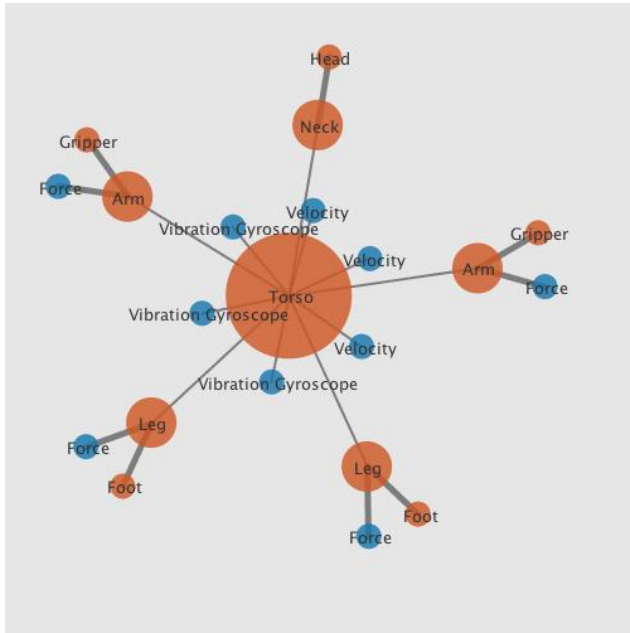 Head
Neck
Gripper
Force
Arm
Velocity
Vibration Gyroscope
Gripper
Velocity
Arm
Force
Torso
Vibration Gyroscope
Velocity
Vibration Gyroscope
Leg
Force
Foot
Leg
Foot
Force